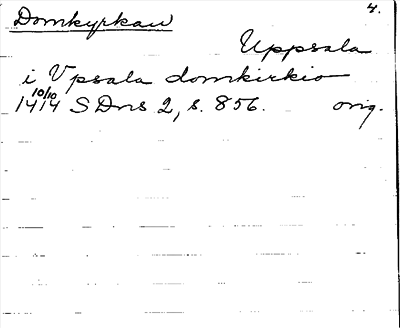 Domkyrkan 4.
Uppsala
i Vpsala domkirkio
10/10
1414 SDns 2, s. 856. orig.